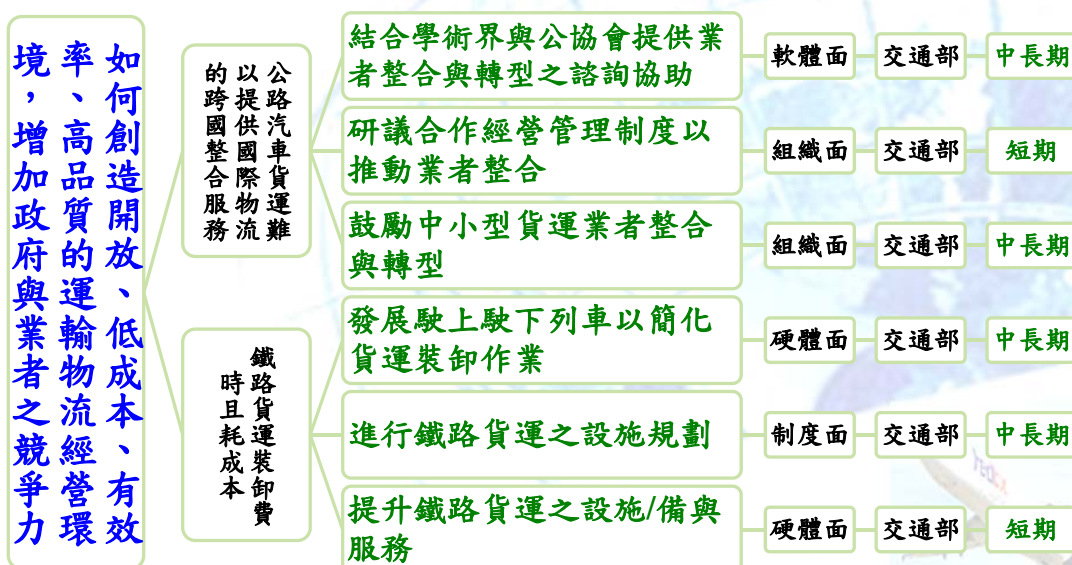 如何創造開放、低成本、有效
率、高品質的運輸物流經營環
境，增加政府與業者之競爭力
公路汽車貨運難
以提供國際物流
的跨國整合服務
結合學術界與公協會提供業
者整合與轉型之諮詢協助
軟體面
交通部
中長期
研議合作經營管理制度以
推動業者整合
組織面
交通部
短期
鼓勵中小型貨運業者整合
與轉型
組織面
交通部
中長期
鐵路貨運裝卸費
時且耗成本
發展駛上駛下列車以簡化
貨運裝卸作業
硬體面
交通部
中長期
進行鐵路貨運之設施規劃
制度面
交通部
中長期
提升鐵路貨運之設施/備與
服務
硬體面
交通部
短期
FedEx